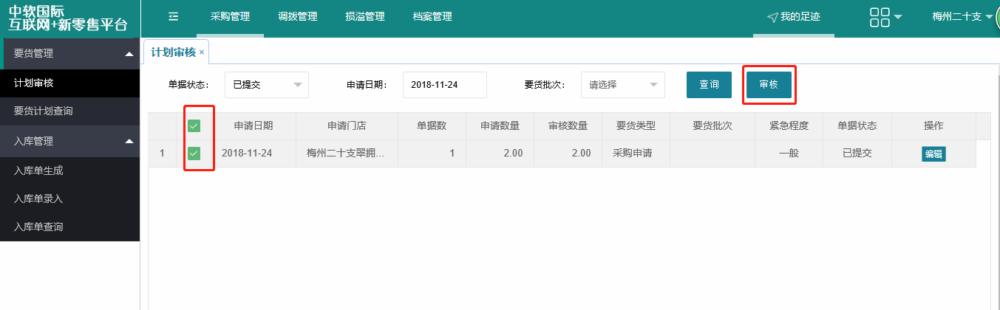 中软国际
互联网+新零售平台
采购管理 调拨管理 损溢管理 档案管理
我的足迹
梅州二十支
要货管理
计划审核
要货计划查询
入库管理
入库单生成
入库单录入
入库单查询
计划审核 ×
单据状态: 已提交 申请日期: 2018-11-24 要货批次: 请选择 查询 审核
申请日期 申请门店 单据数 申请数量 审核数量 要货类型 要货批次 紧急程度 单据状态 操作
1 2018-11-24 梅州二十支翠拥... 1 2.00 2.00 采购申请 一般 已提交 编辑